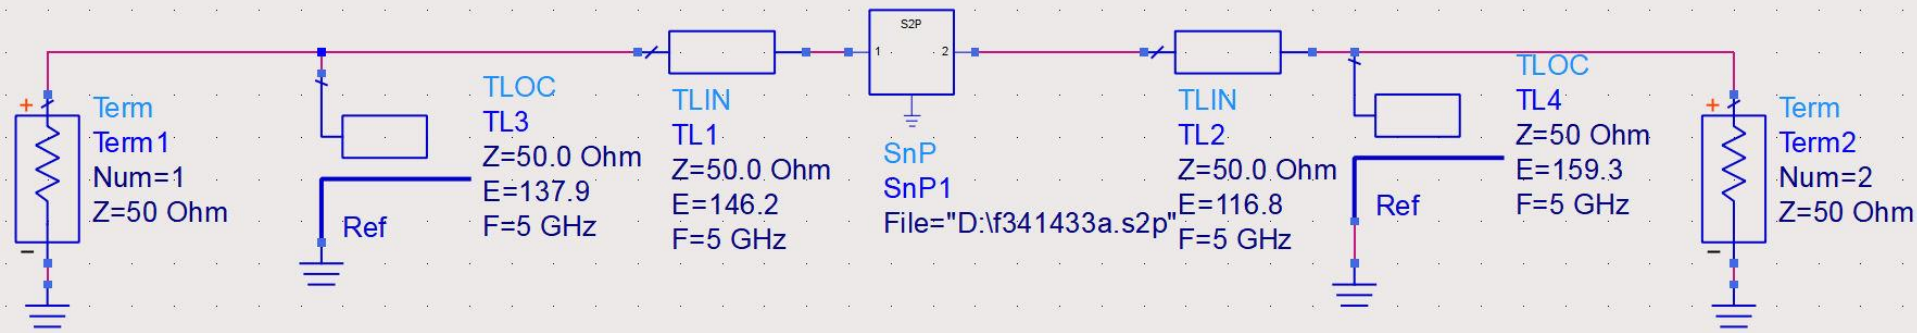 Term
Term1
Num=1
Z=50 Ohm
Ref
TLOC
TL3
Z=50.0 Ohm
E=137.9
F=5 GHz
TLIN
TL1
Z=50.0 Ohm
E=146.2
F=5 GHz
S2P
1
2
SnP
SnP1
File="D:\f341433a.s2p"
TLIN
TL2
Z=50.0 Ohm
E=116.8
F=5 GHz
Ref
TLOC
TL4
Z=50 Ohm
E=159.3
F=5 GHz
Term
Term2
Num=2
Z=50 Ohm